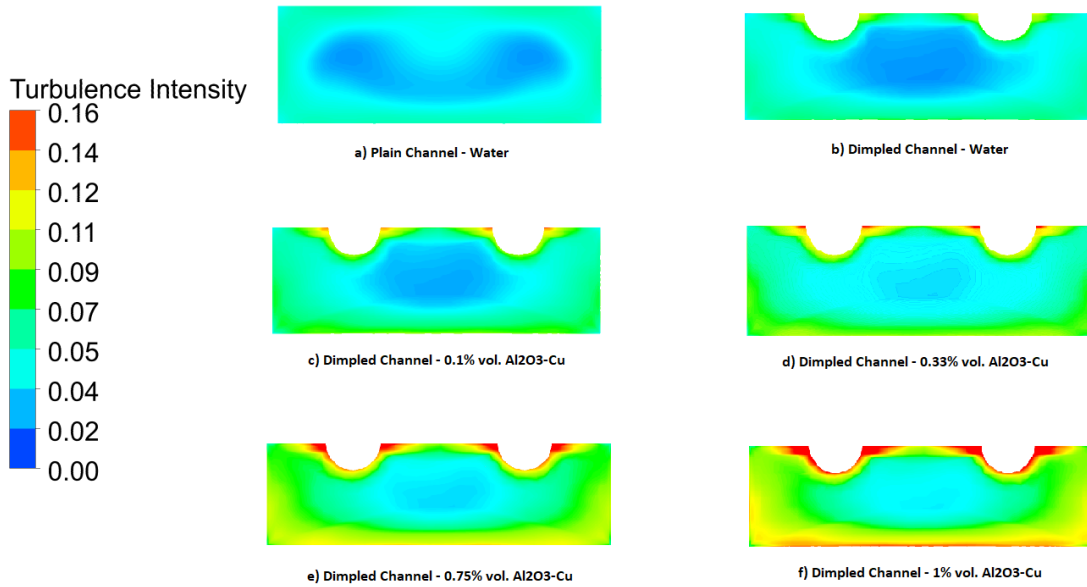 Turbulence Intensity
0.16
0.14
0.12
0.11
0.09
0.07
0.05
0.04
0.02
0.00
a) Plain Channel - Water
b) Dimpled Channel - Water
c) Dimpled Channel - 0.1% vol. Al2O3-Cu
d) Dimpled Channel - 0.33% vol. Al2O3-Cu
e) Dimpled Channel - 0.75% vol. Al2O3-Cu
f) Dimpled Channel - 1% vol. Al2O3-Cu